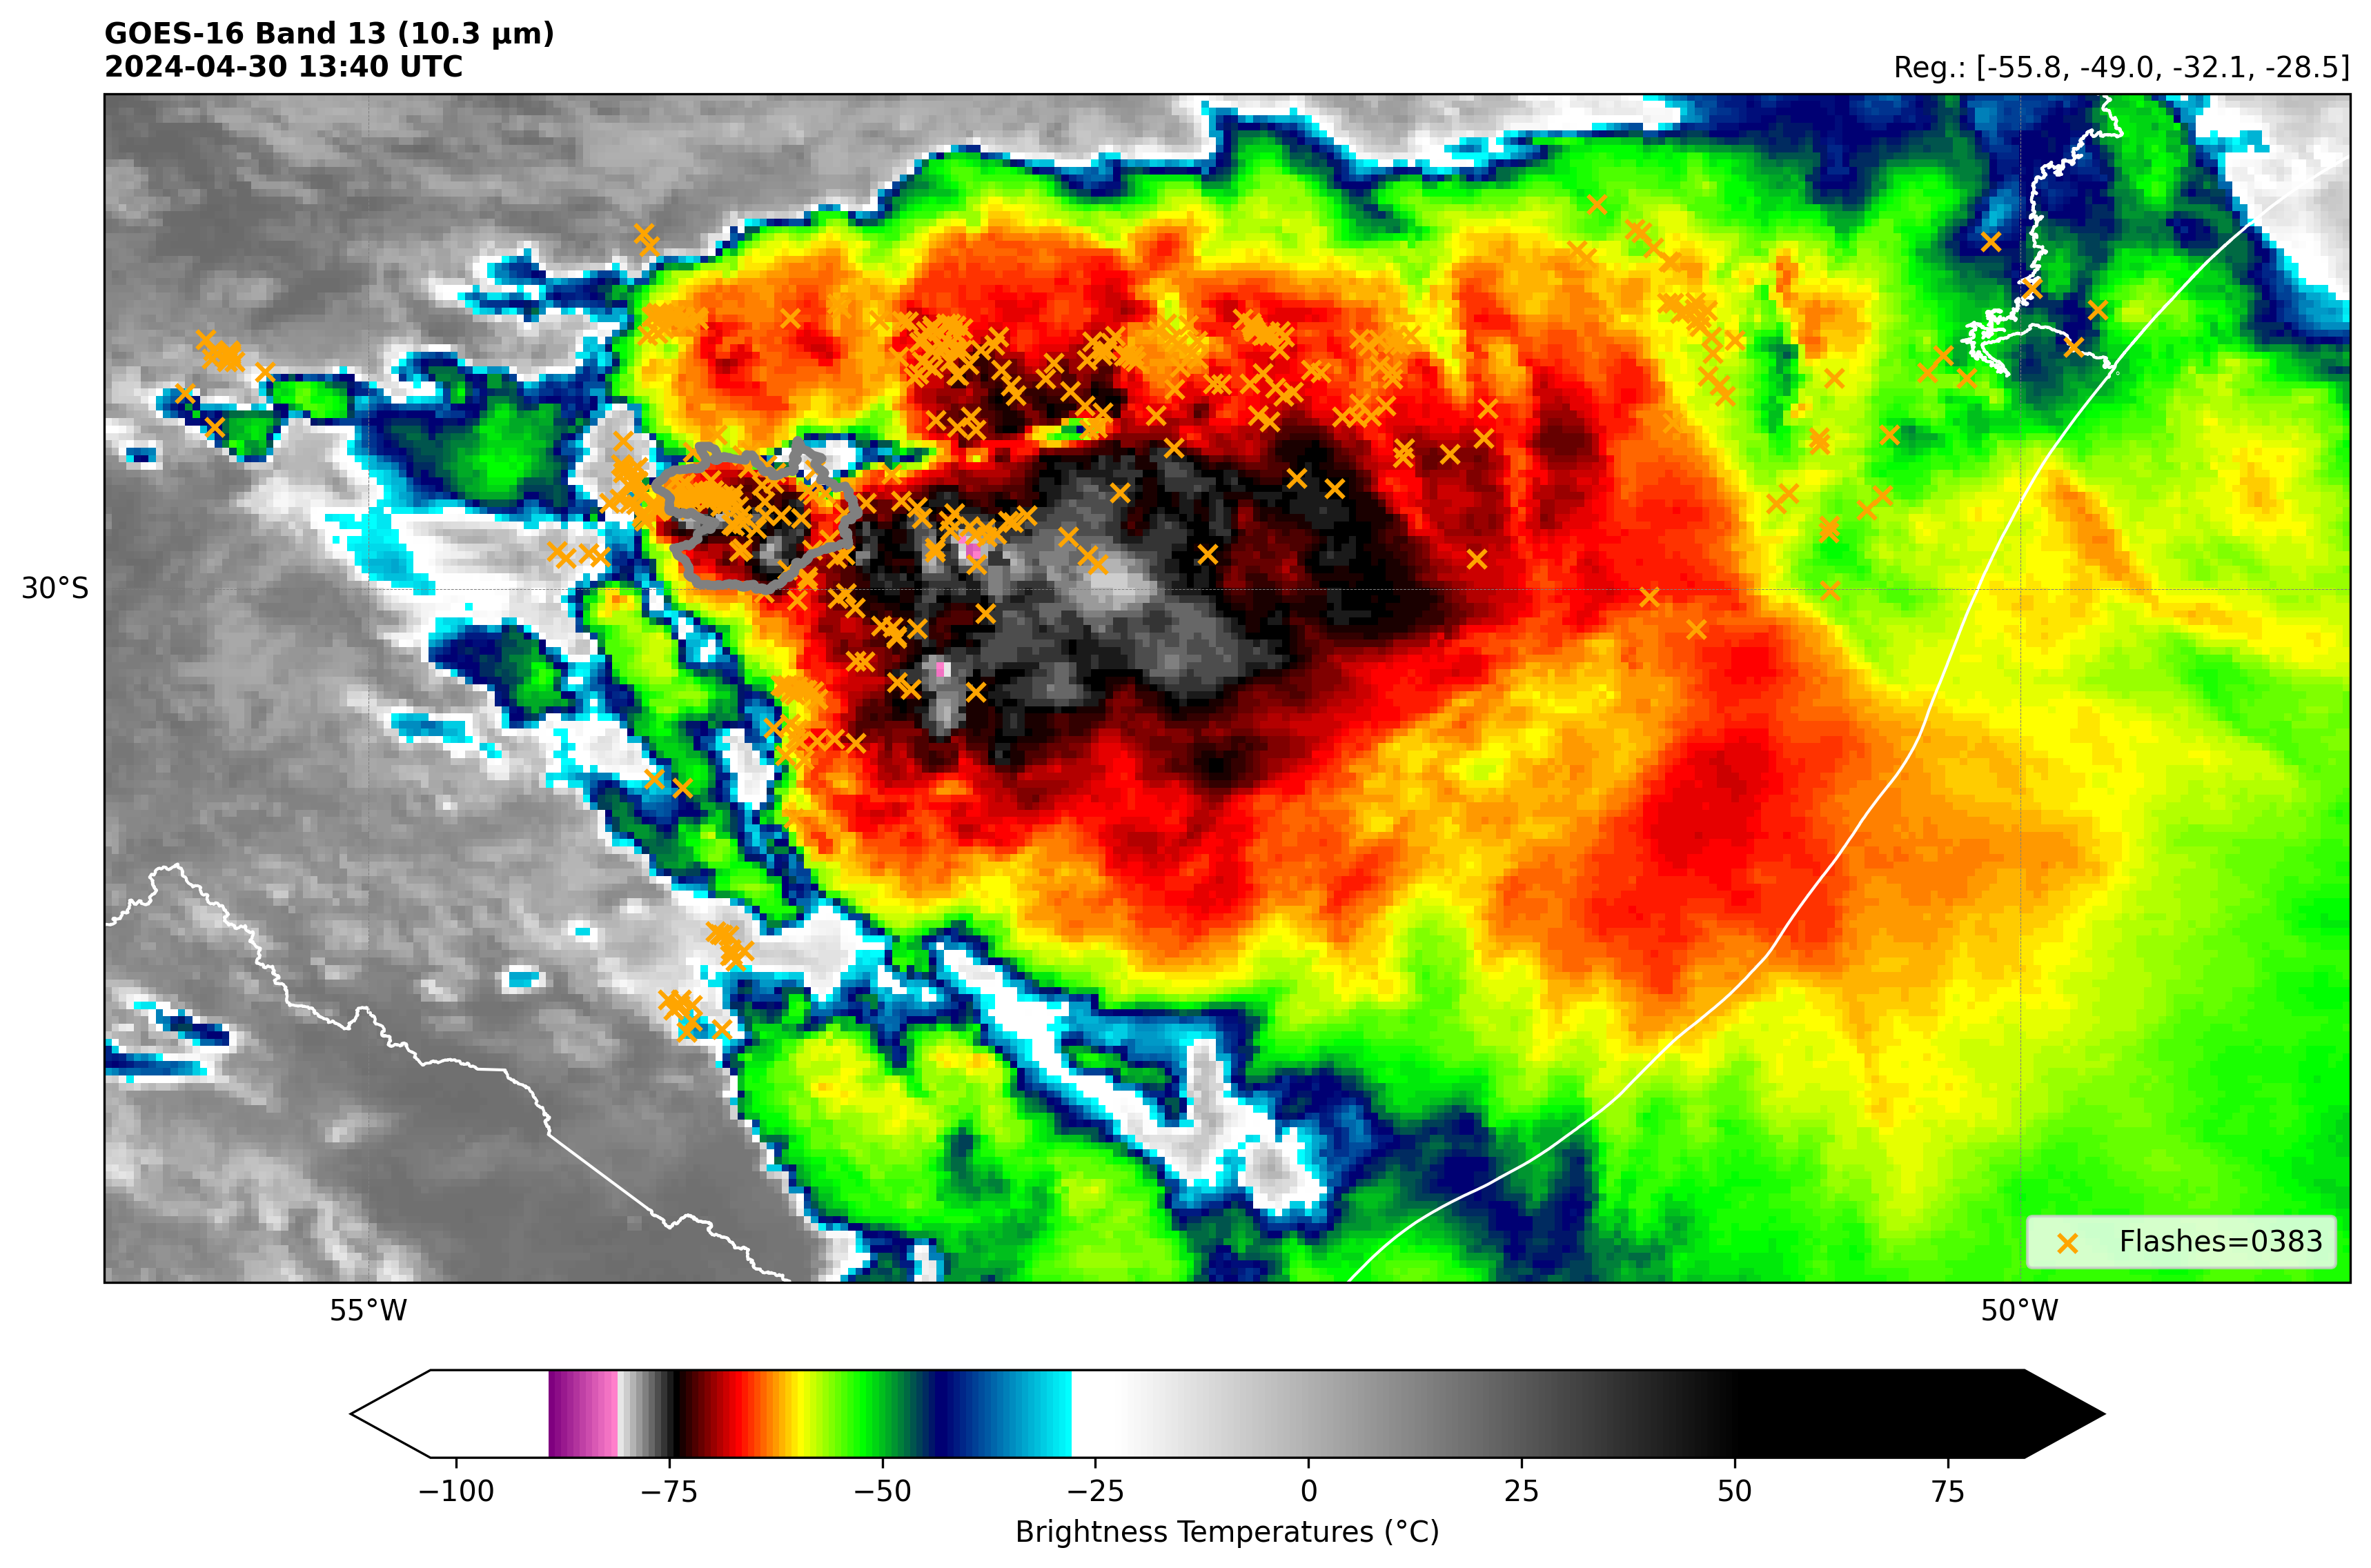 GOES-16 Band 13 (10.3 µm)
2024-04-30 13:40 UTC
Reg.: [-55.8, -49.0, -32.1, -28.5]
30°S
Flashes=0383
55°W
50°W
−100
−75
−50
−25
0
25
50
75
Brightness Temperatures (°C)